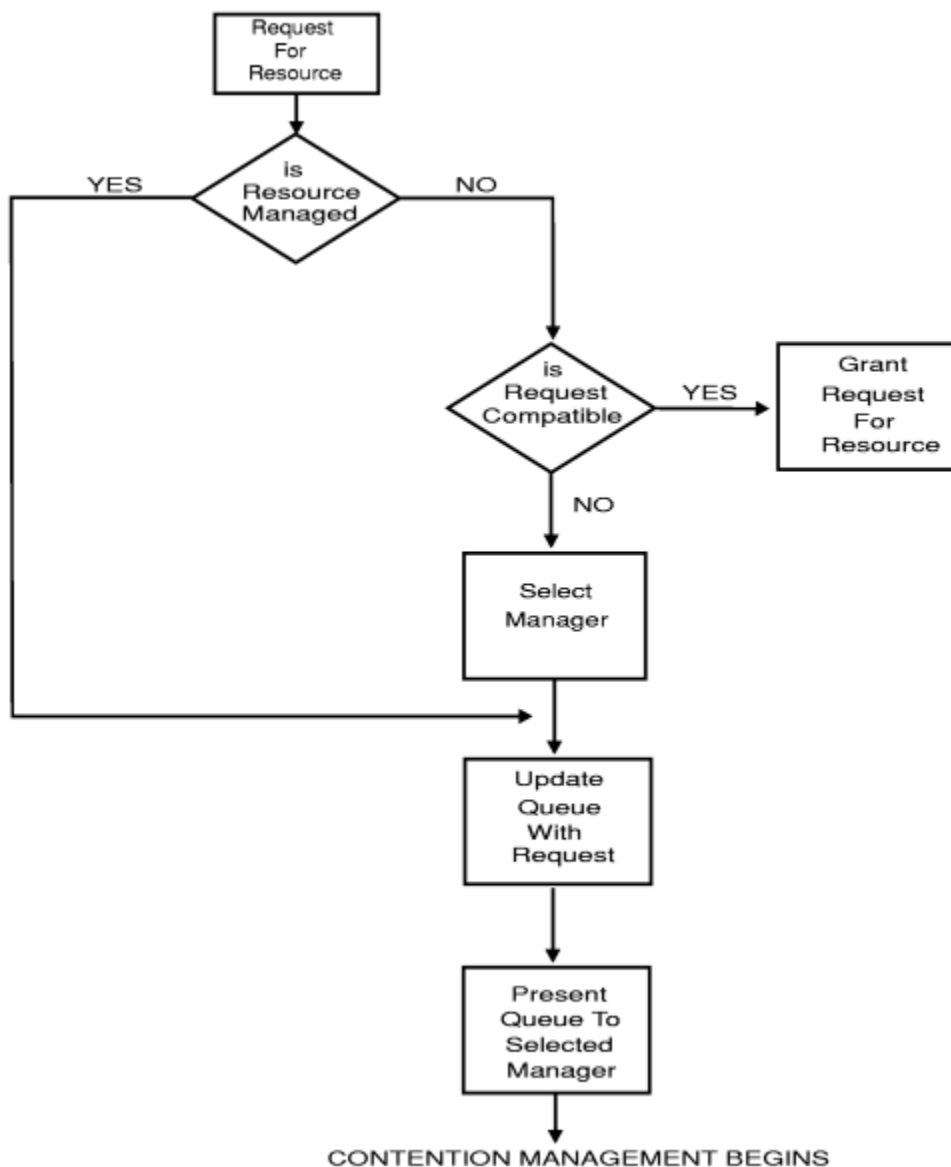 Request
For
Resource
is
Resource
Managed
YES
NO
is
Request
Compatible
YES
Grant
Request
For
Resource
NO
Select
Manager
Update
Queue
With
Request
Present
Queue To
Selected
Manager
CONTENTION MANAGEMENT BEGINS